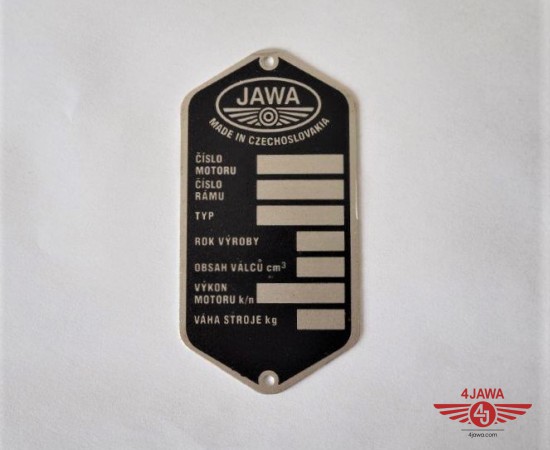 JAWA
MADE IN CZECHOSLOVAKIA
ČÍSLO
MOTORU
ČÍSLO
RÁMU
TYP
ROK VÝROBY
OBSAH VÁLCŮ cm³
VÝKON
MOTORU k/n
VÁHA STROJE kg
4JAWA
4J
4jawa.com